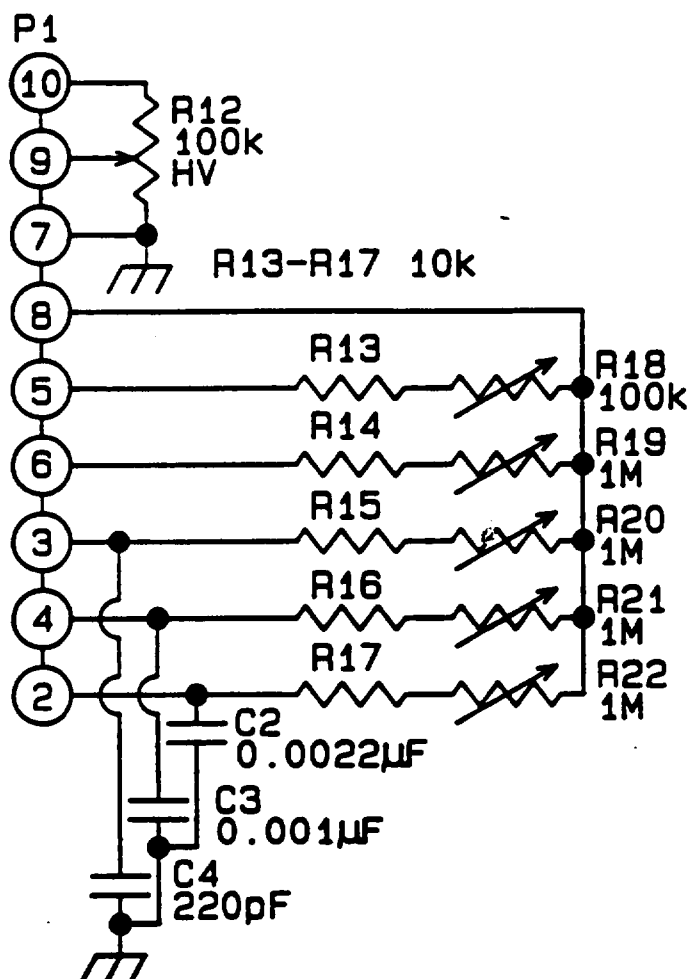 P1
10
R12
100k
HV
9
7
R13-R17 10k
8
R13
R18
100k
5
R14
R19
1M
6
R15
R20
1M
3
R16
R21
1M
4
R17
R22
1M
2
C2
0.0022µF
C3
0.001µF
C4
220pF